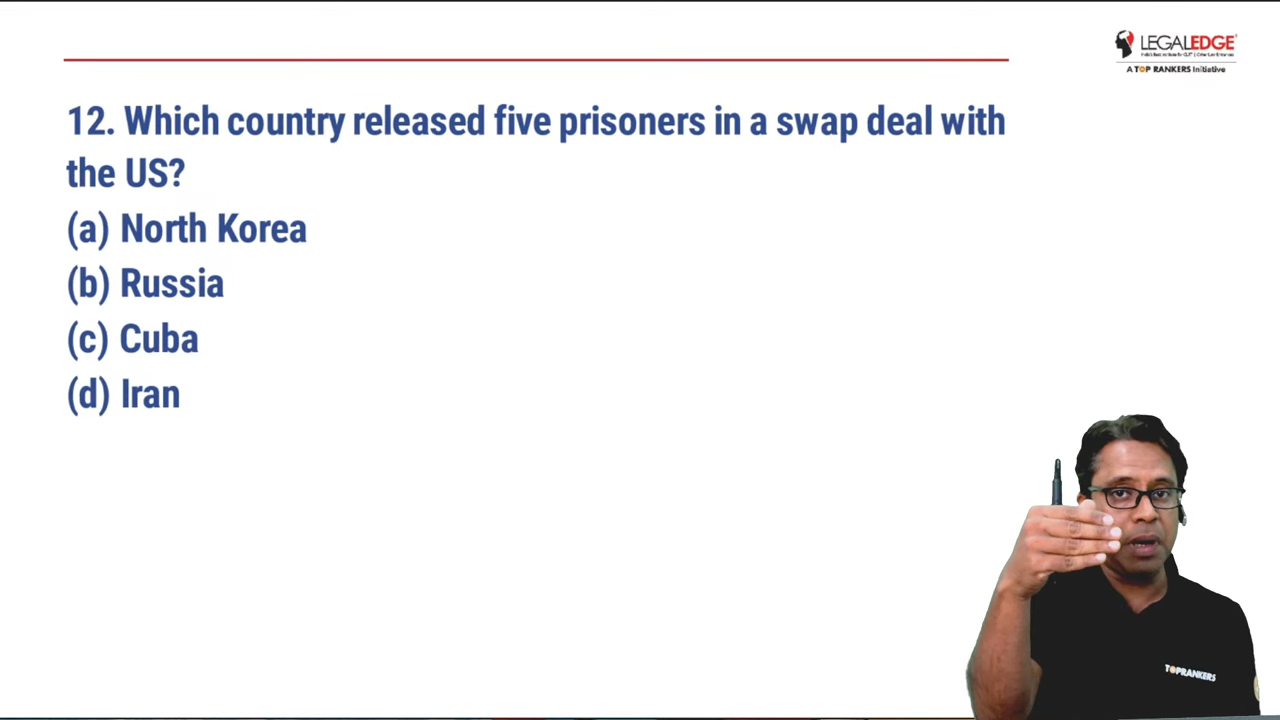 LEGALEDGE
A TOP RANKERS Initiative
12. Which country released five prisoners in a swap deal with
the US?
(a) North Korea
(b) Russia
(c) Cuba
(d) Iran
TOPRANKERS